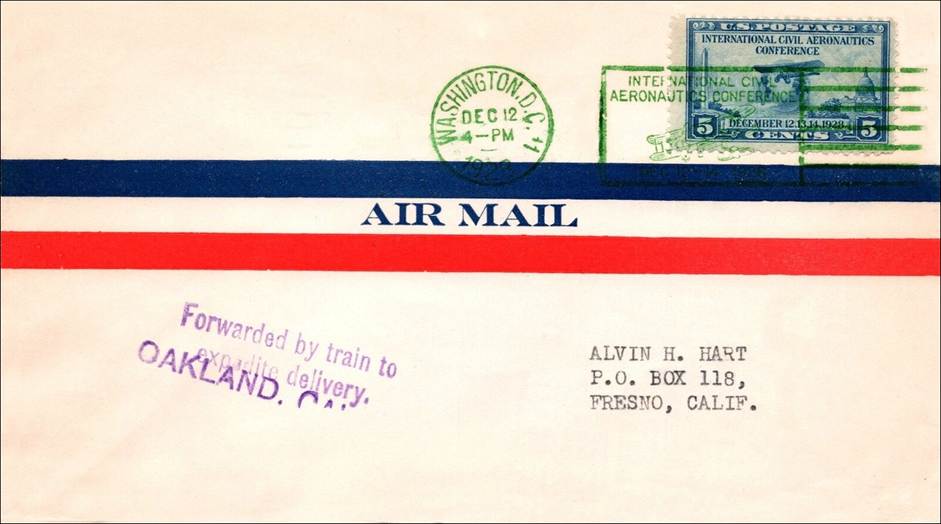 U.S. POSTAGE
INTERNATIONAL CIVIL AERONAUTICS
CONFERENCE
DECEMBER 12,13,14, 1928
5 CENTS 5
INTERNATIONAL CIVIL
AERONAUTICS CONFERENCE
DEC
WASHINGTON, D.C. 11
DEC 12
4-PM
AIR MAIL
Forwarded by train to
expedite delivery.
OAKLAND, CAL
ALVIN H. HART
P.O. BOX 118,
FRESNO, CALIF.